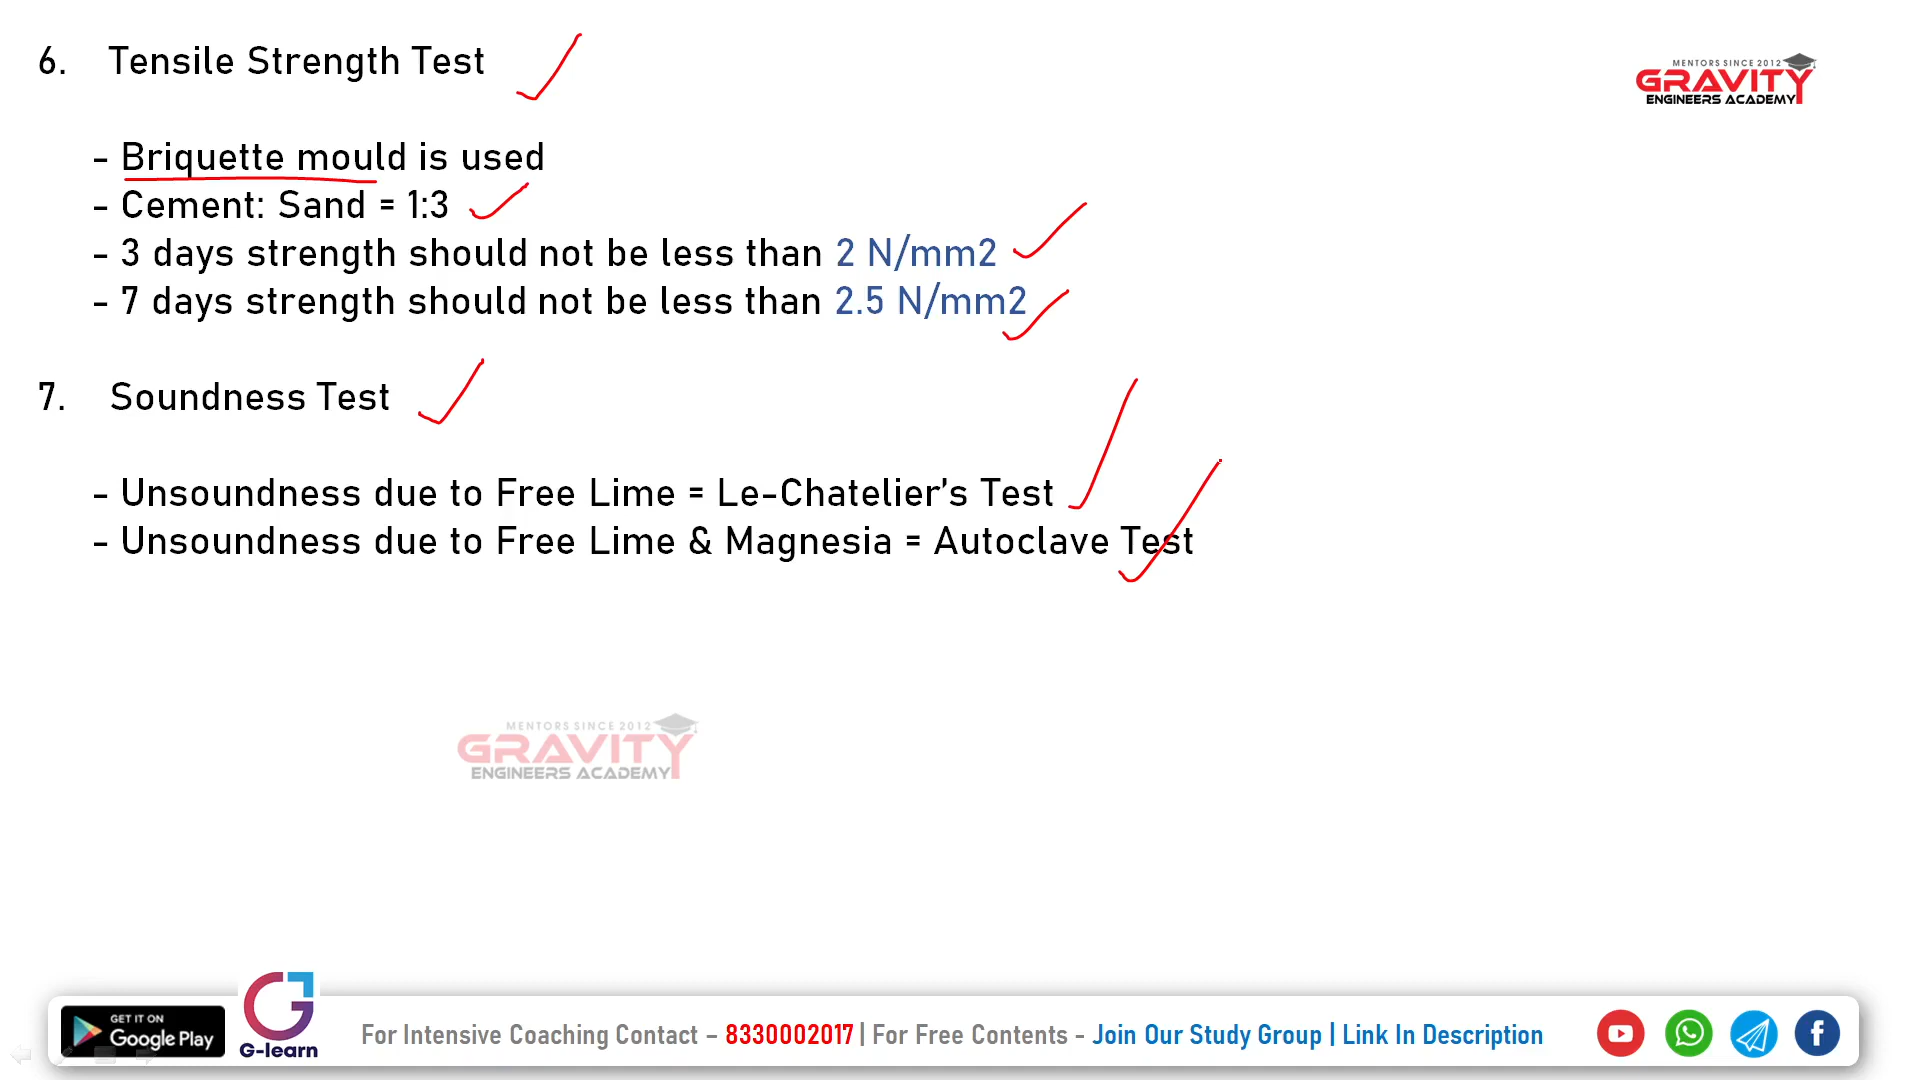 6. Tensile Strength Test
MENTORS SINCE 2012
GRAVITY
ENGINEERS ACADEMY
- Briquette mould is used
- Cement: Sand = 1:3
- 3 days strength should not be less than 2 N/mm2
- 7 days strength should not be less than 2.5 N/mm2
7. Soundness Test
- Unsoundness due to Free Lime = Le-Chatelier’s Test
- Unsoundness due to Free Lime & Magnesia = Autoclave Test
MENTORS SINCE 2012
GRAVITY
ENGINEERS ACADEMY
GET IT ON
Google Play
G-learn
For Intensive Coaching Contact – 8330002017 | For Free Contents - Join Our Study Group | Link In Description